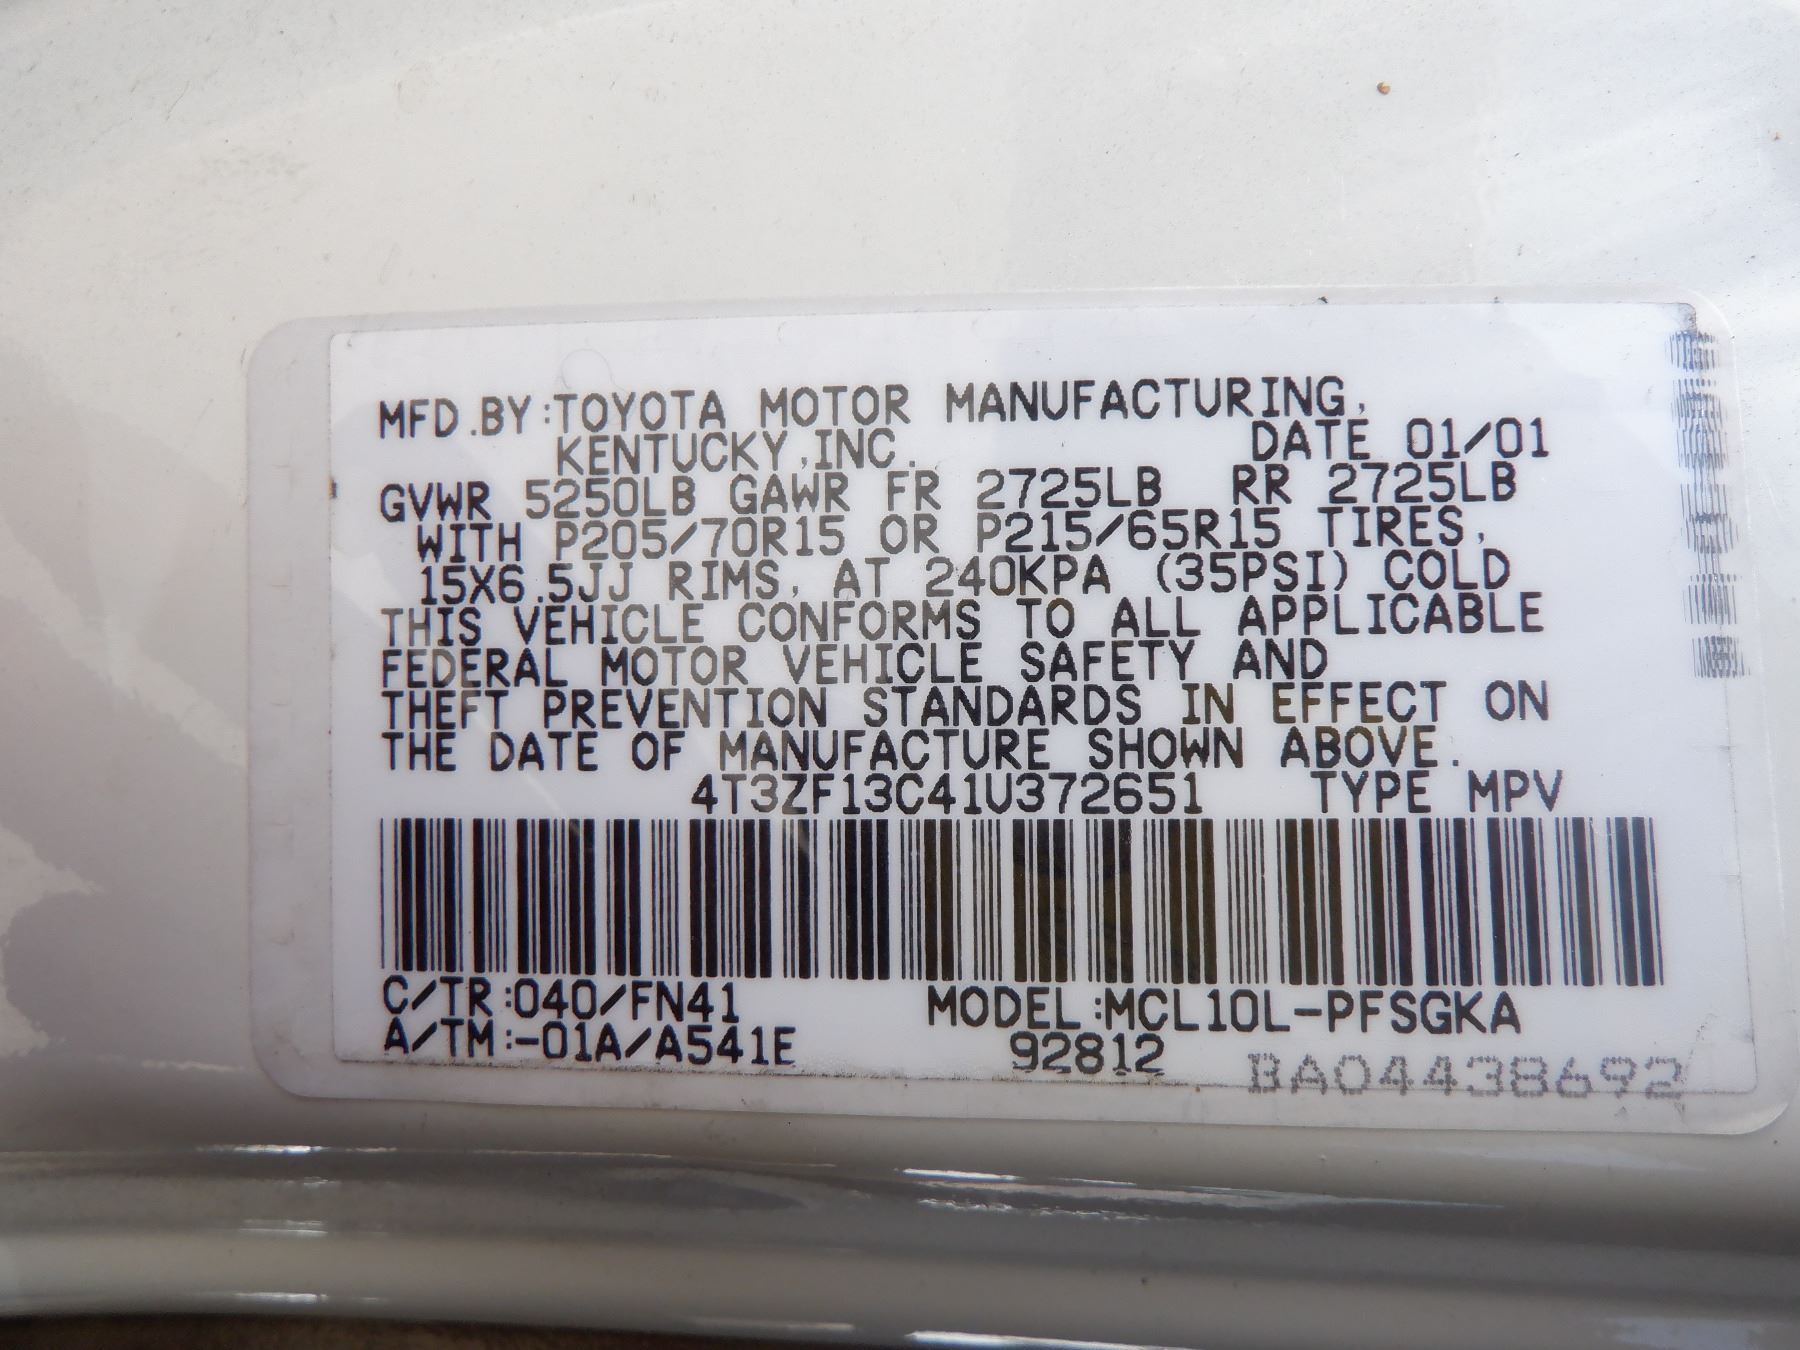 MFD.BY:TOYOTA MOTOR MANUFACTURING,
KENTUCKY,INC. DATE 01/01
GVWR 5250LB GAWR FR 2725LB RR 2725LB
WITH P205/70R15 OR P215/65R15 TIRES,
15X6.5JJ RIMS, AT 240KPA (35PSI) COLD
THIS VEHICLE CONFORMS TO ALL APPLICABLE
FEDERAL MOTOR VEHICLE SAFETY AND
THEFT PREVENTION STANDARDS IN EFFECT ON
THE DATE OF MANUFACTURE SHOWN ABOVE.
4T3ZF13C41U372651 TYPE MPV
C/TR:040/FN41 MODEL:MCL10L-PFSGKA
A/TM:-01A/A541E 92812
BA04438692